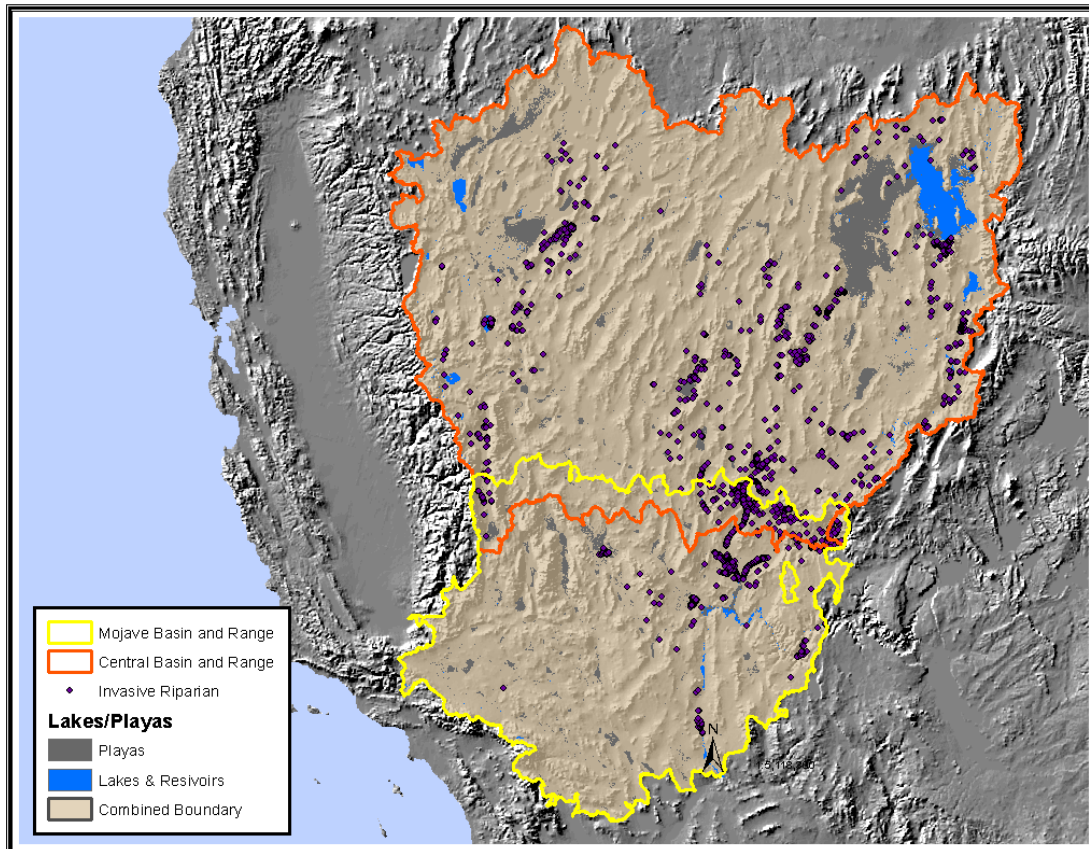 Mojave Basin and Range
Central Basin and Range
Invasive Riparian
Lakes/Playas
Playas
Lakes & Resivoirs
Combined Boundary
N